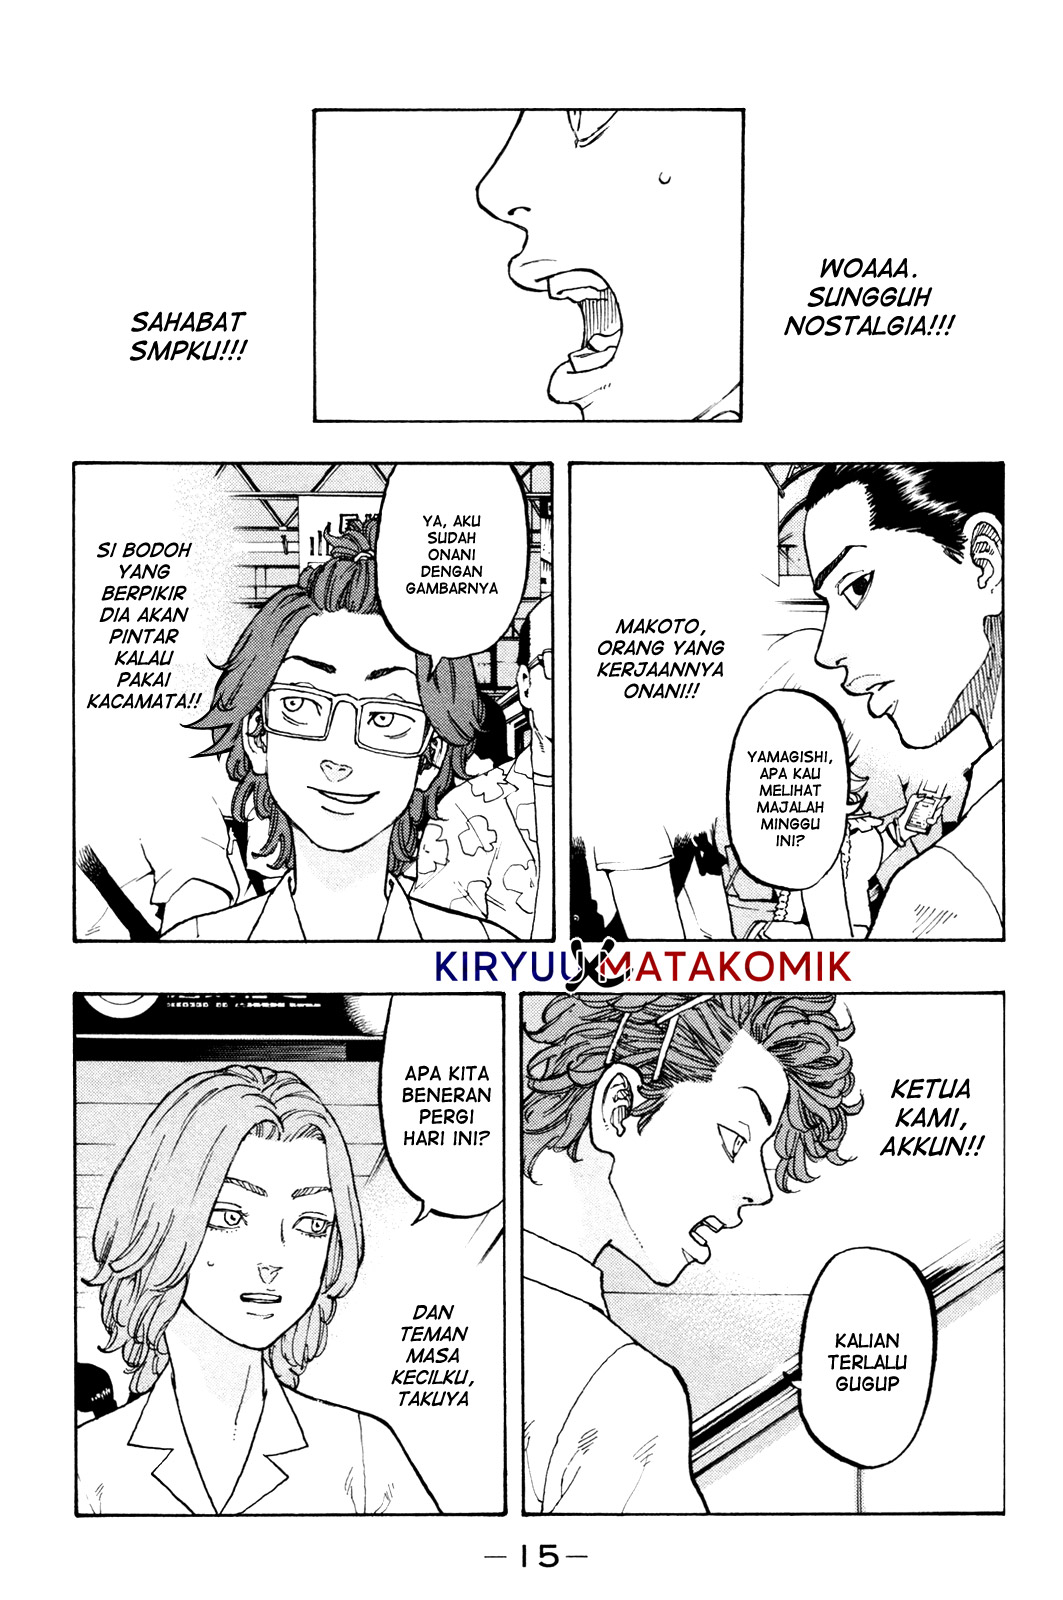 WOAAA.
SUNGGUH
NOSTALGIA!!!
SAHABAT
SMPKU!!!
MAKOTO,
ORANG YANG
KERJAANNYA
ONANI!!
YAMAGISHI,
APA KAU
MELIHAT
MAJALAH
MINGGU
INI?
YA, AKU
SUDAH
ONANI
DENGAN
GAMBARNYA
SI BODOH
YANG
BERPIKIR
DIA AKAN
PINTAR
KALAU
PAKAI
KACAMATA!!
KIRYUU X MATAKOMIK
KETUA
KAMI,
AKKUN!!
KALIAN
TERLALU
GUGUP
APA KITA
BENERAN
PERGI
HARI INI?
DAN
TEMAN
MASA
KECILKU,
TAKUYA
— 15 —